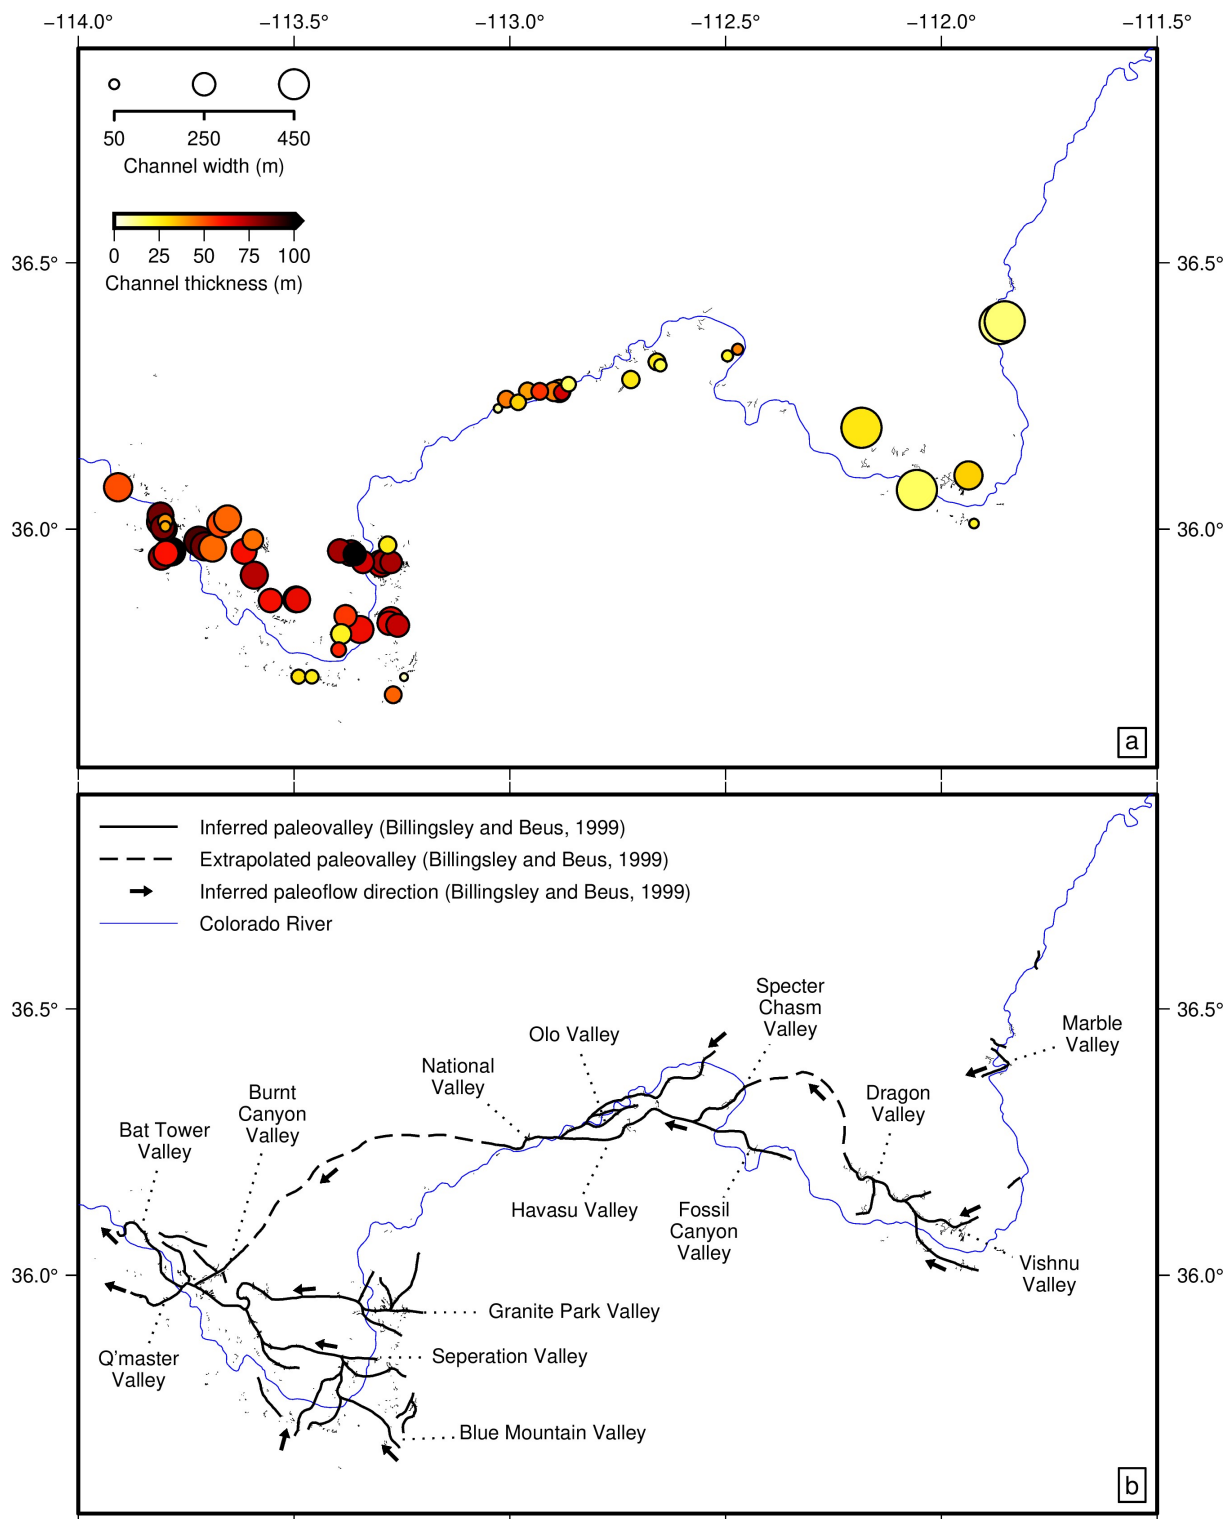 −114.0° −113.5° −113.0° −112.5° −112.0° −111.5°
50 250 450
Channel width (m)
0 25 50 75 100
Channel thickness (m)
36.5° 36.5°
36.0° 36.0°
a
Inferred paleovalley (Billingsley and Beus, 1999)
Extrapolated paleovalley (Billingsley and Beus, 1999)
Inferred paleoflow direction (Billingsley and Beus, 1999)
Colorado River
36.5° 36.5°
Specter
Chasm
Valley
Marble
Valley
Olo Valley
National
Valley
Burnt
Canyon
Valley
Dragon
Valley
Bat Tower
Valley
Havasu Valley
Fossil
Canyon
Valley
36.0° 36.0°
Vishnu
Valley
Granite Park Valley
Seperation Valley
Q'master
Valley
Blue Mountain Valley
b